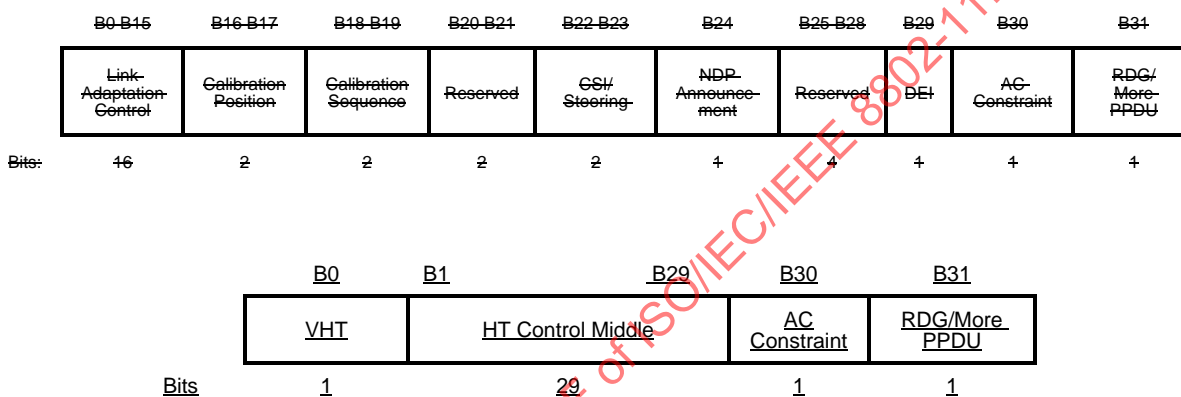 B0-B15 B16-B17 B18-B19 B20-B21 B22-B23 B24 B25-B28 B29 B30 B31
Link Adaptation Control
Calibration Position
Calibration Sequence
Reserved
CSI/ Steering
NDP Announce- ment
Reserved
DEI
AC Constraint
RDG/ More PPDU
Bits: 16 2 2 2 2 1 4 1 1 1
B0 B1 B29 B30 B31
VHT
HT Control Middle
AC Constraint
RDG/More PPDU
Bits 1 29 1 1
of ISO/IEC/IEEE 8802-11